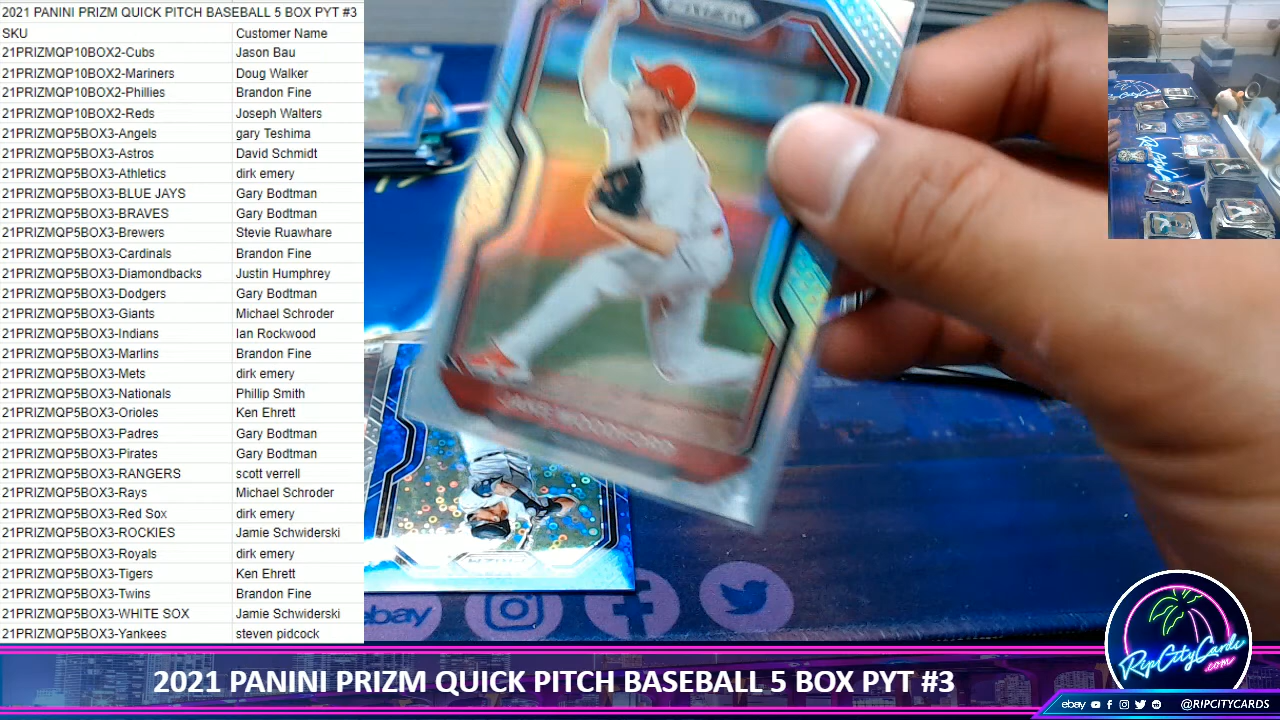 2021 PANINI PRIZM QUICK PITCH BASEBALL 5 BOX PYT #3
SKU Customer Name
21PRIZMQP10BOX2-Cubs Jason Bau
21PRIZMQP10BOX2-Mariners Doug Walker
21PRIZMQP10BOX2-Phillies Brandon Fine
21PRIZMQP10BOX2-Reds Joseph Walters
21PRIZMQP5BOX3-Angels gary Teshima
21PRIZMQP5BOX3-Astros David Schmidt
21PRIZMQP5BOX3-Athletics dirk emery
21PRIZMQP5BOX3-BLUE JAYS Gary Bodtman
21PRIZMQP5BOX3-BRAVES Gary Bodtman
21PRIZMQP5BOX3-Brewers Stevie Ruawhare
21PRIZMQP5BOX3-Cardinals Brandon Fine
21PRIZMQP5BOX3-Diamondbacks Justin Humphrey
21PRIZMQP5BOX3-Dodgers Gary Bodtman
21PRIZMQP5BOX3-Giants Michael Schroder
21PRIZMQP5BOX3-Indians Ian Rockwood
21PRIZMQP5BOX3-Marlins Brandon Fine
21PRIZMQP5BOX3-Mets dirk emery
21PRIZMQP5BOX3-Nationals Phillip Smith
21PRIZMQP5BOX3-Orioles Ken Ehrett
21PRIZMQP5BOX3-Padres Gary Bodtman
21PRIZMQP5BOX3-Pirates Gary Bodtman
21PRIZMQP5BOX3-RANGERS scott verrell
21PRIZMQP5BOX3-Rays Michael Schroder
21PRIZMQP5BOX3-Red Sox dirk emery
21PRIZMQP5BOX3-ROCKIES Jamie Schwiderski
21PRIZMQP5BOX3-Royals dirk emery
21PRIZMQP5BOX3-Tigers Ken Ehrett
21PRIZMQP5BOX3-Twins Brandon Fine
21PRIZMQP5BOX3-WHITE SOX Jamie Schwiderski
21PRIZMQP5BOX3-Yankees steven pidcock
PRIZM
JAKE WOODFORD
PRIZM
ebay
2021 PANINI PRIZM QUICK PITCH BASEBALL 5 BOX PYT #3
RipCityCards
.com
ebay @RIPCITYCARDS